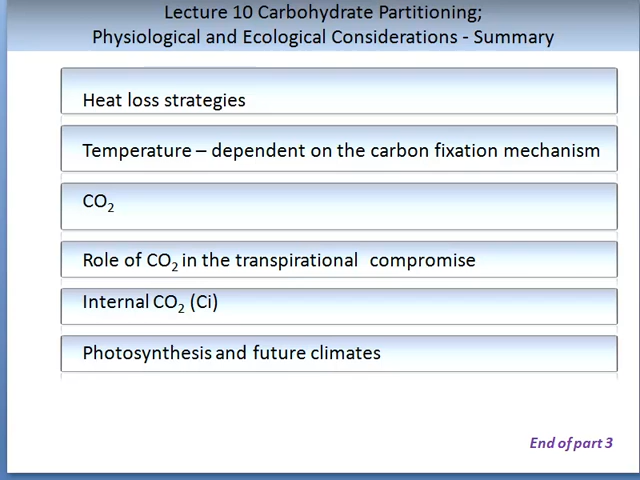 Lecture 10 Carbohydrate Partitioning;
Physiological and Ecological Considerations - Summary
Heat loss strategies
Temperature – dependent on the carbon fixation mechanism
CO₂
Role of CO₂ in the transpirational compromise
Internal CO₂ (Ci)
Photosynthesis and future climates
End of part 3